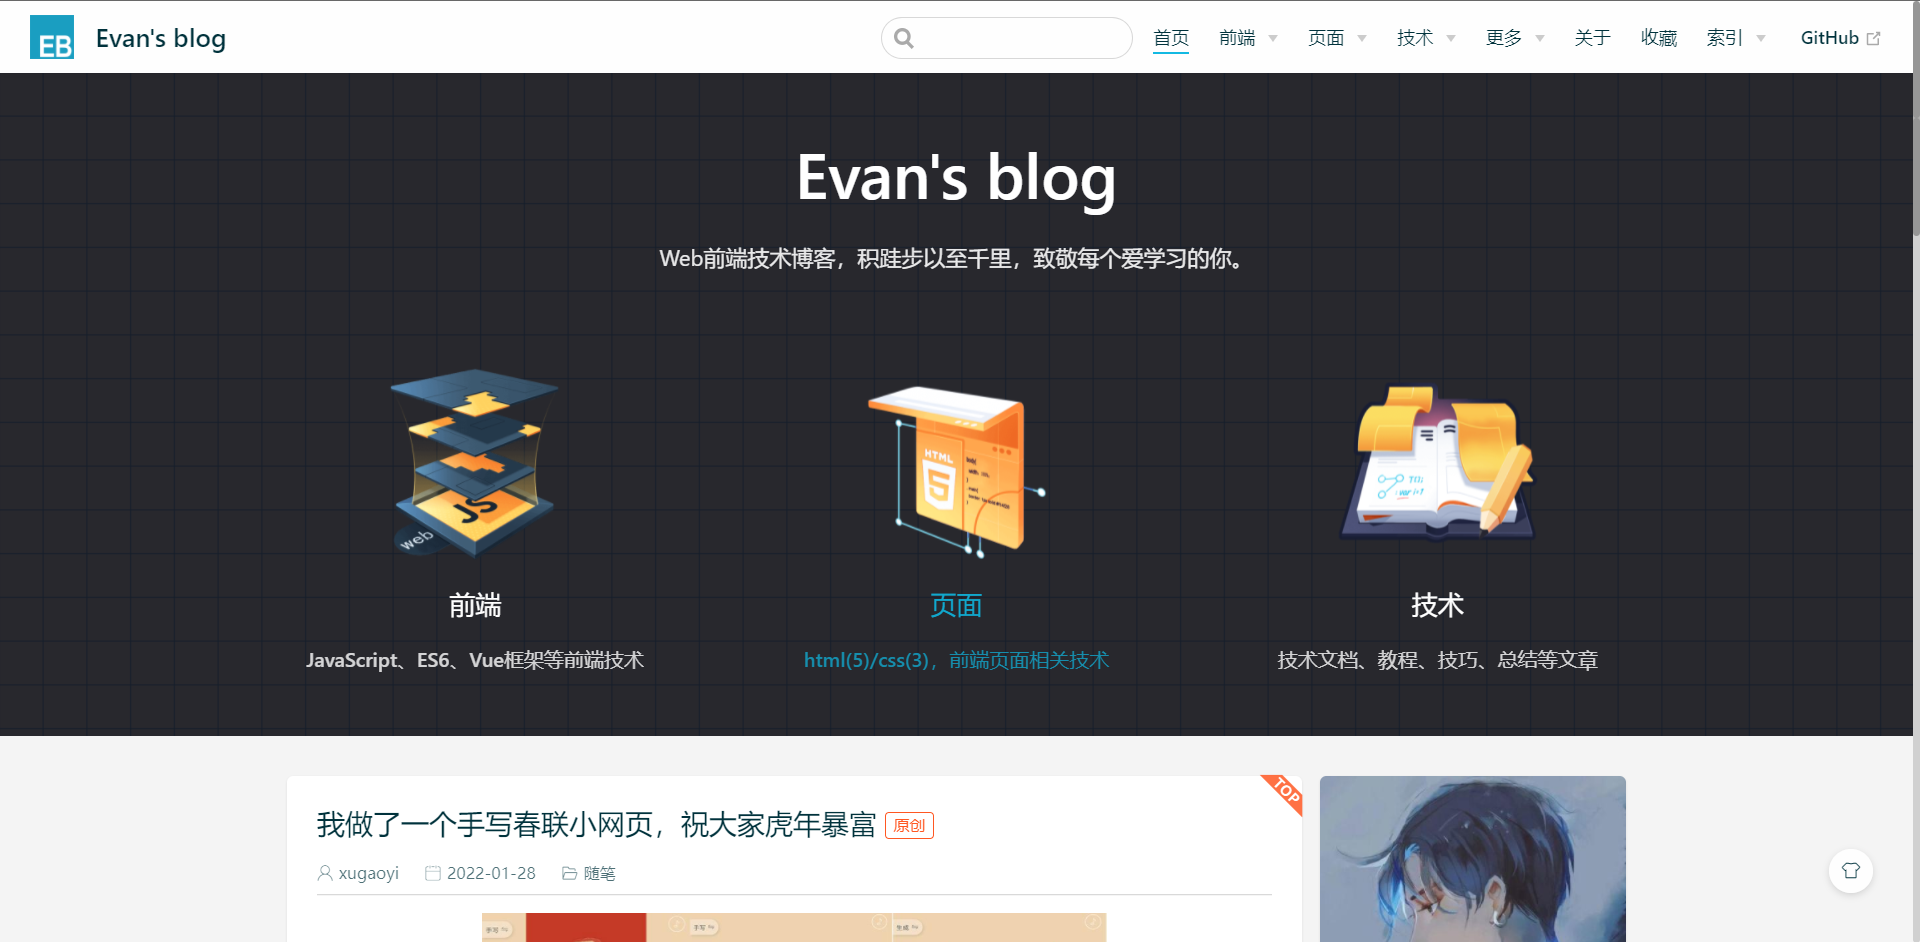 EB Evan's blog 首页 前端 页面 技术 更多 关于 收藏 索引 GitHub
Evan's blog
Web前端技术博客，积跬步以至千里，致敬每个爱学习的你。
JS
web
HTML
5
前端
页面
技术
JavaScript、ES6、Vue框架等前端技术
html(5)/css(3)，前端页面相关技术
技术文档、教程、技巧、总结等文章
TOP
我做了一个手写春联小网页，祝大家虎年暴富 原创
xugaoyi 2022-01-28 随笔